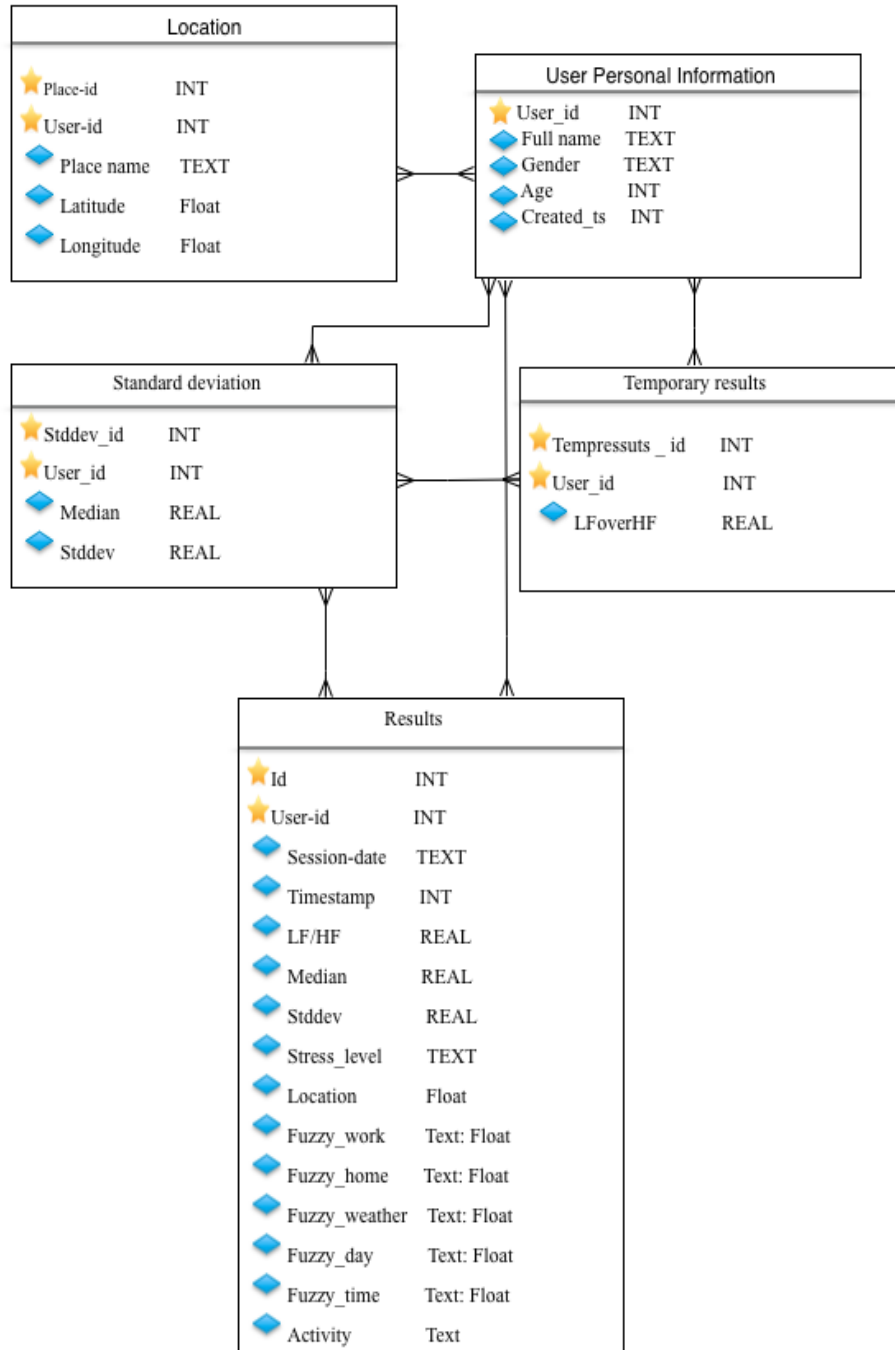 Location
Place-id INT
User-id INT
Place name TEXT
Latitude Float
Longitude Float
User Personal Information
User_id INT
Full name TEXT
Gender TEXT
Age INT
Created_ts INT
Standard deviation
Stddev_id INT
User_id INT
Median REAL
Stddev REAL
Temporary results
Tempressuts _ id INT
User_id INT
LFoverHF REAL
Results
Id INT
User-id INT
Session-date TEXT
Timestamp INT
LF/HF REAL
Median REAL
Stddev REAL
Stress_level TEXT
Location Float
Fuzzy_work Text: Float
Fuzzy_home Text: Float
Fuzzy_weather Text: Float
Fuzzy_day Text: Float
Fuzzy_time Text: Float
Activity Text